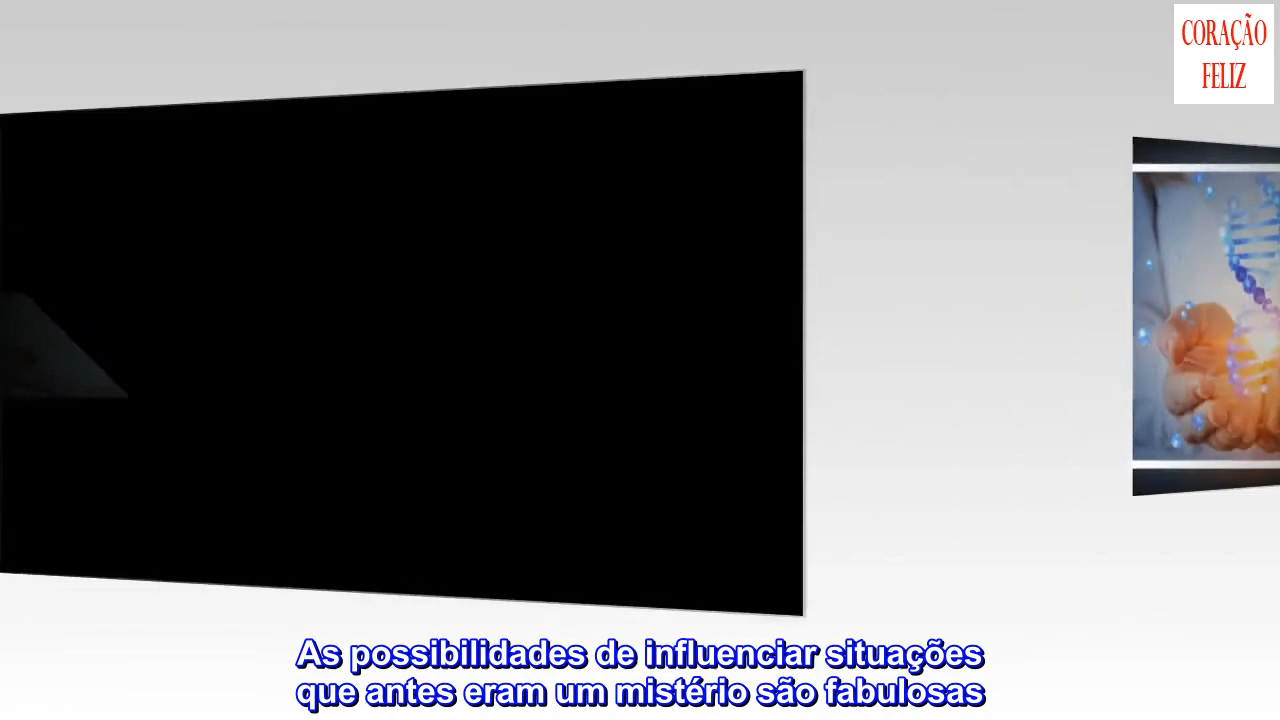 CORAÇÃO
FELIZ
As possibilidades de influenciar situações
que antes eram um mistério são fabulosas